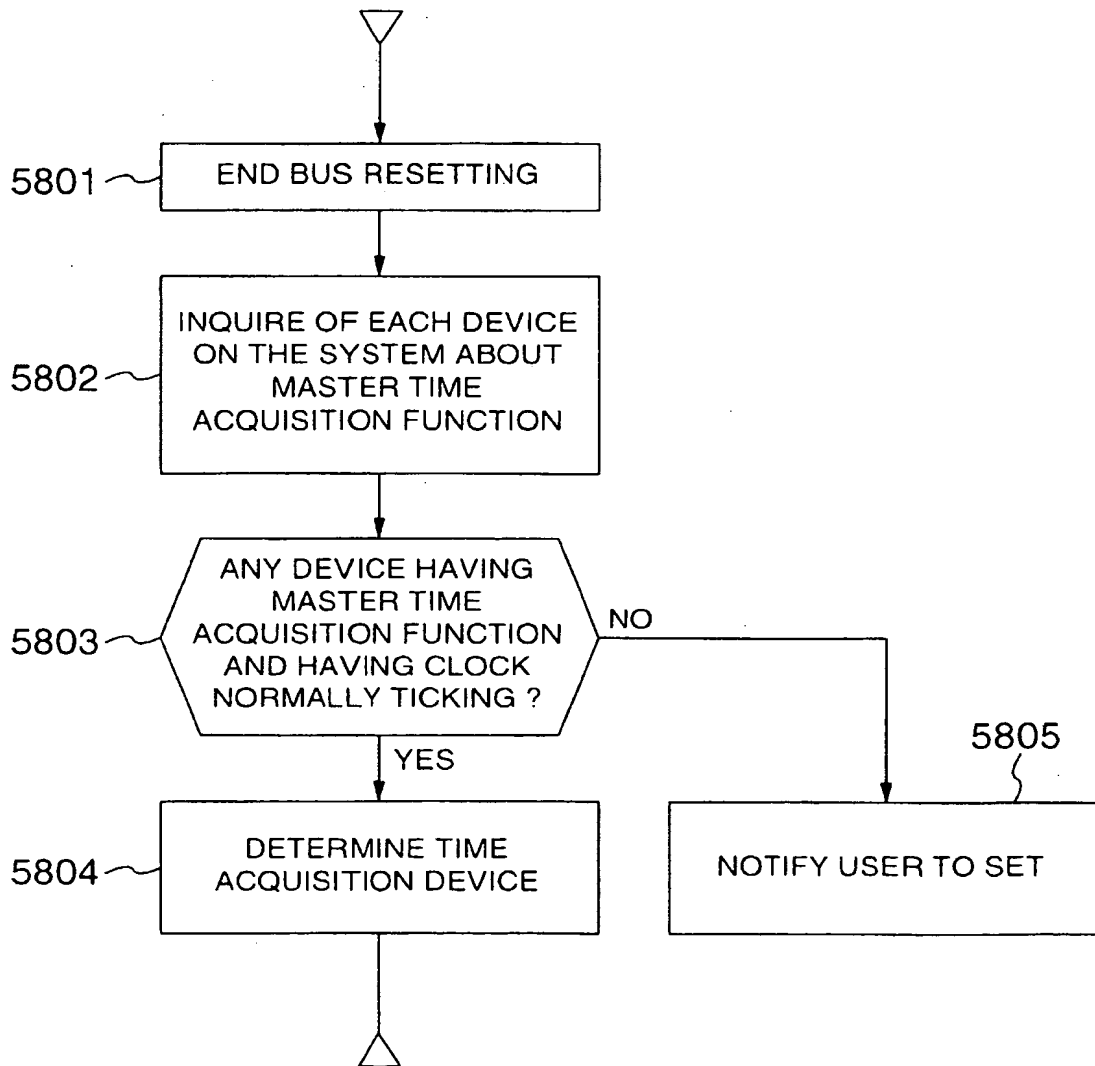 5801
END BUS RESETTING
5802
INQUIRE OF EACH DEVICE
ON THE SYSTEM ABOUT
MASTER TIME
ACQUISITION FUNCTION
5803
ANY DEVICE HAVING
MASTER TIME
ACQUISITION FUNCTION
AND HAVING CLOCK
NORMALLY TICKING ?
NO
YES
5804
DETERMINE TIME
ACQUISITION DEVICE
5805
NOTIFY USER TO SET